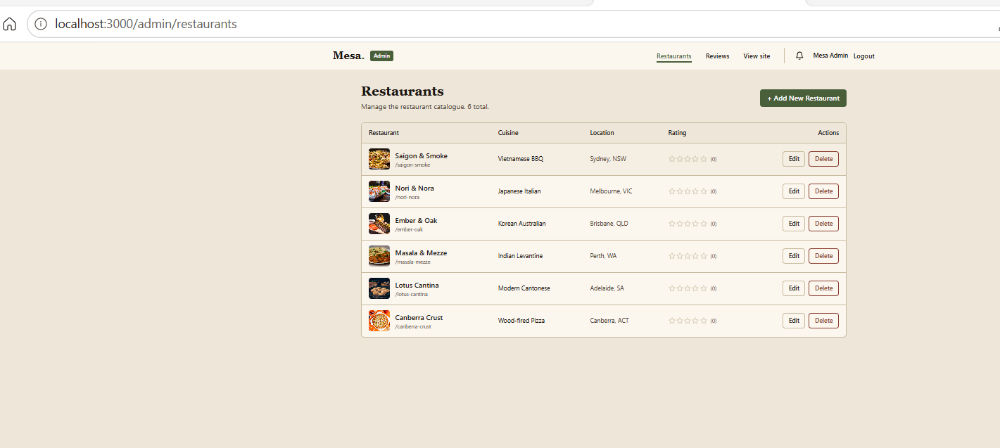 localhost:3000/admin/restaurants
Mesa. Admin Restaurants Reviews View site Mesa Admin Logout
Restaurants
Manage the restaurant catalogue. 6 total.
+ Add New Restaurant
Restaurant Cuisine Location Rating Actions
Saigon & Smoke
/saigon-smoke
Vietnamese BBQ Sydney, NSW (0) Edit Delete
Nori & Nora
/nori-nora
Japanese Italian Melbourne, VIC (0) Edit Delete
Ember & Oak
/ember-oak
Korean Australian Brisbane, QLD (0) Edit Delete
Masala & Mezze
/masala-mezze
Indian Levantine Perth, WA (0) Edit Delete
Lotus Cantina
/lotus-cantina
Modern Cantonese Adelaide, SA (0) Edit Delete
Canberra Crust
/canberra-crust
Wood-fired Pizza Canberra, ACT (0) Edit Delete